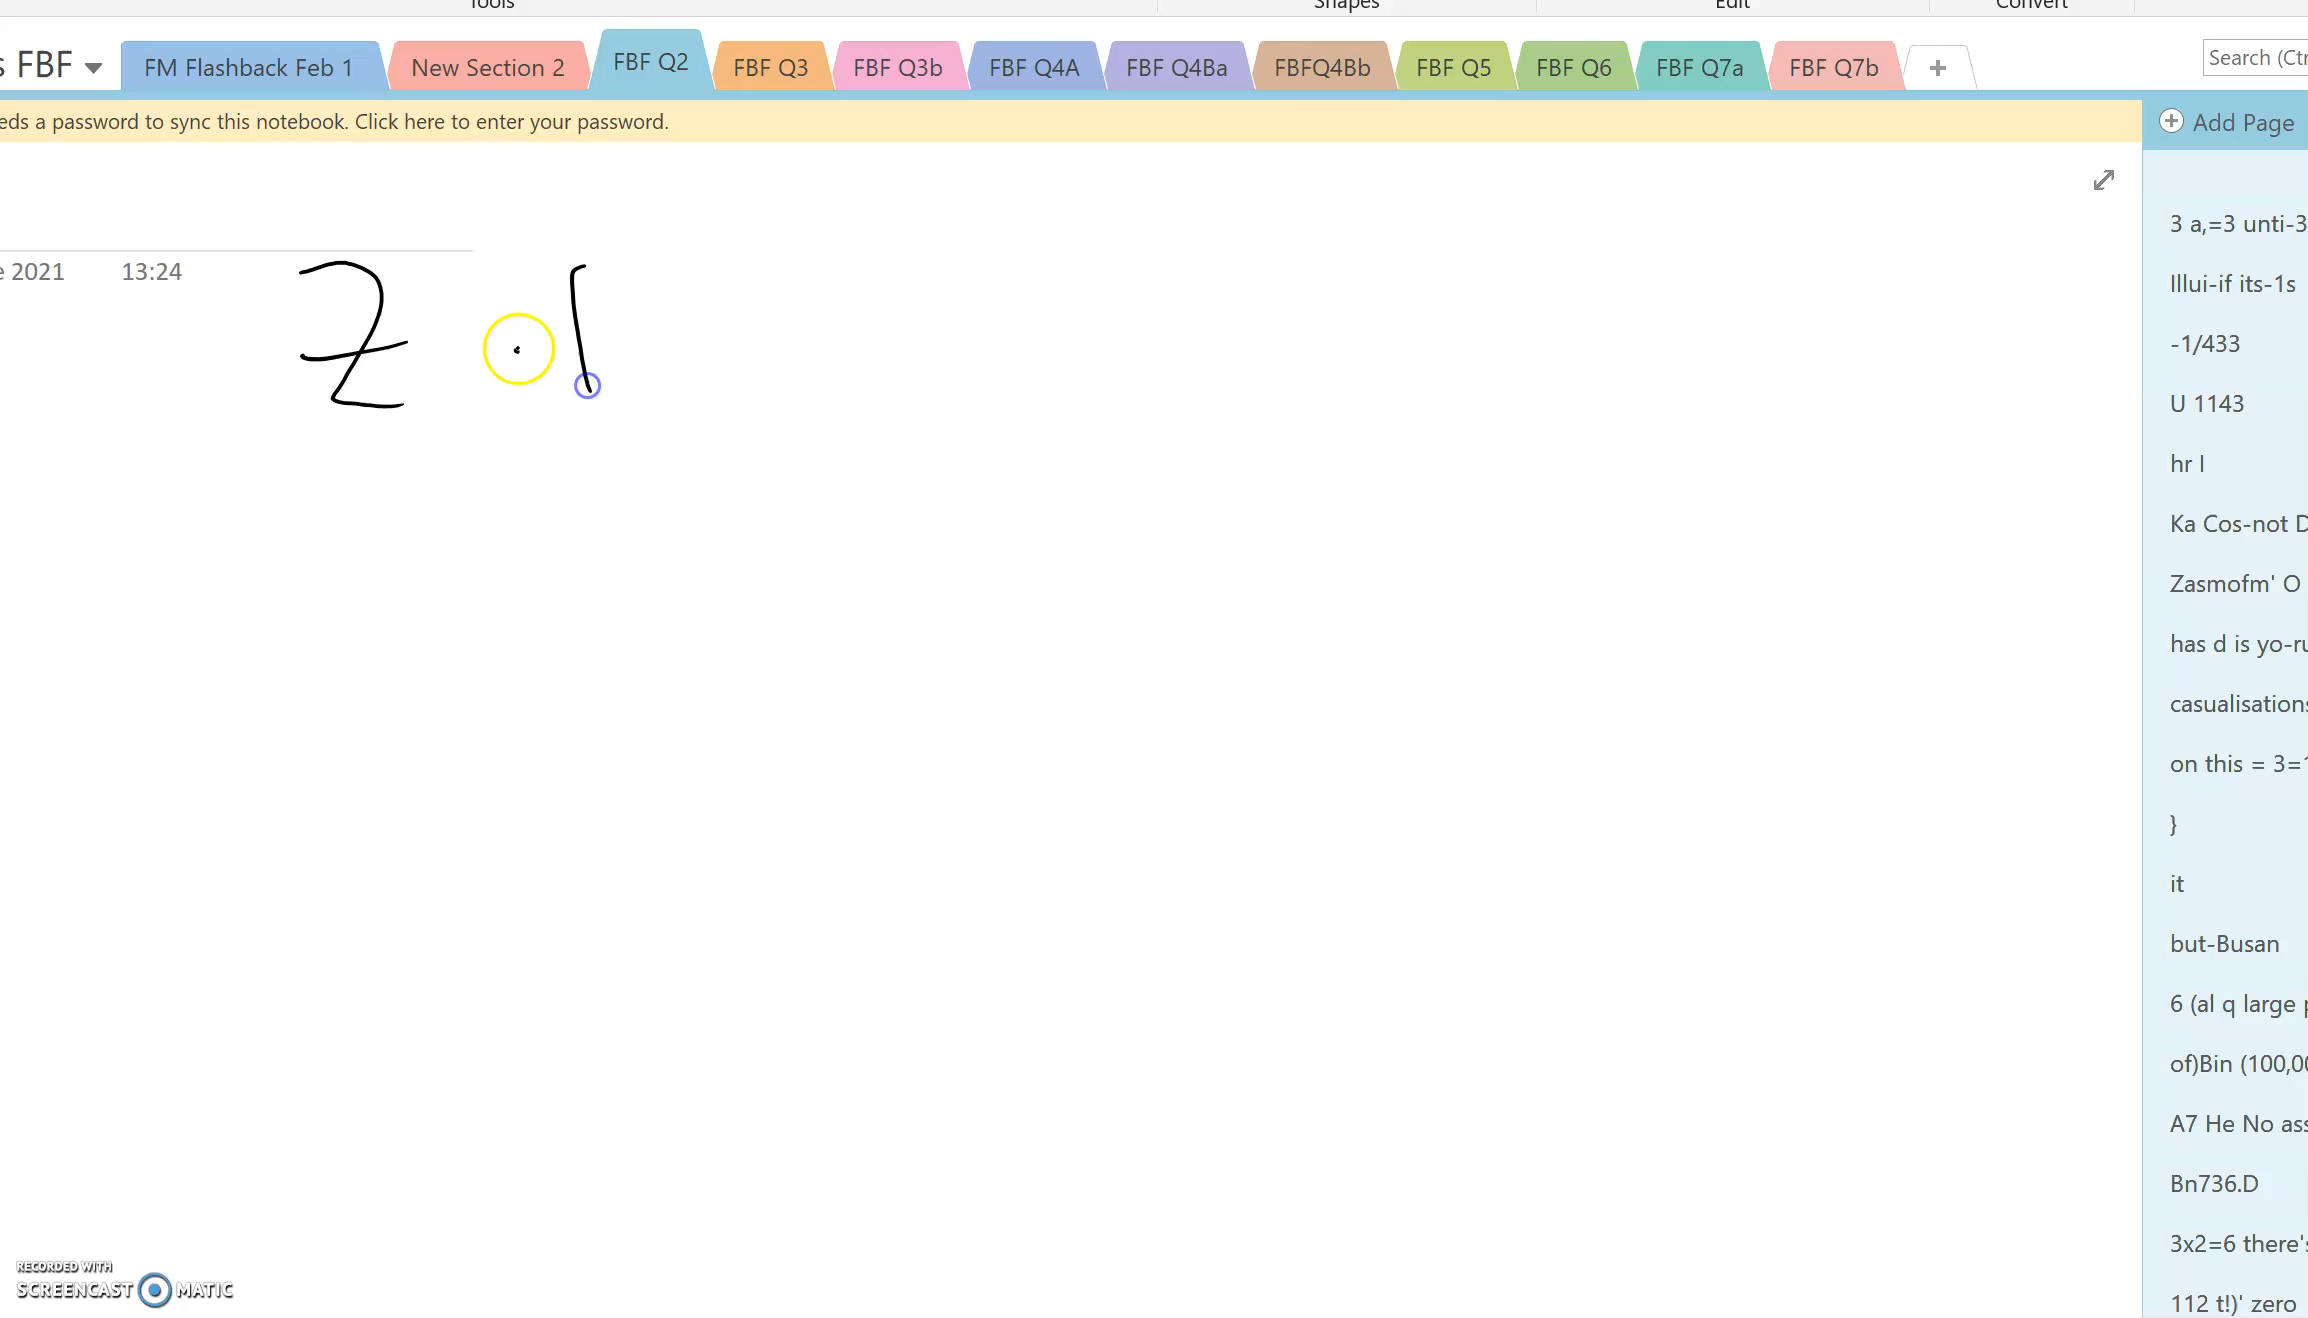 Tools Shapes Edit Convert
s FBF FM Flashback Feb 1 New Section 2 FBF Q2 FBF Q3 FBF Q3b FBF Q4A FBF Q4Ba FBFQ4Bb FBF Q5 FBF Q6 FBF Q7a FBF Q7b + Search (Ctr
eds a password to sync this notebook. Click here to enter your password.
Add Page
e 2021 13:24
3 a,=3 unti-3
Illui-if its-1s
-1/433
U 1143
hr I
Ka Cos-not D
Zasmofm' O
has d is yo-ru
casualisations
on this = 3=1
}
it
but-Busan
6 (al q large p
of)Bin (100,00
A7 He No ass
Bn736.D
3x2=6 there's
112 t!)' zero
RECORDED WITH
SCREENCAST MATIC